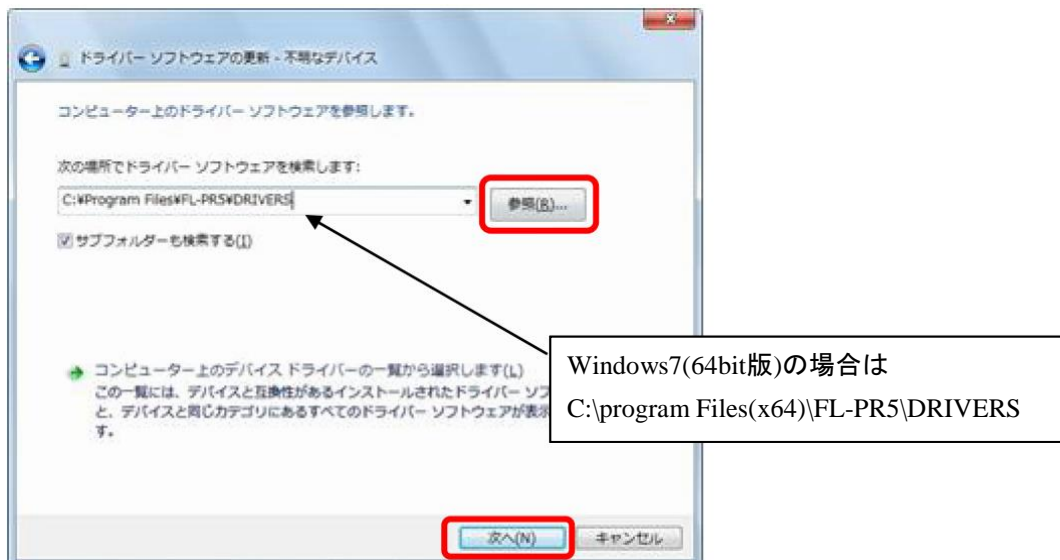 ドライバー ソフトウェアの更新 - 不明なデバイス
コンピューター上のドライバー ソフトウェアを参照します。
次の場所でドライバー ソフトウェアを検索します:
C:¥Program Files¥FL-PR5¥DRIVERS
参照(R)...
サブフォルダーも検索する(I)
Windows7(64bit版)の場合は
C:\program Files(x64)\FL-PR5\DRIVERS
コンピューター上のデバイス ドライバーの一覧から選択します(L)
この一覧には、デバイスと互換性があるインストールされたドライバー ソフ
と、デバイスと同じカテゴリにあるすべてのドライバー ソフトウェアが表示
す。
次へ(N)
キャンセル